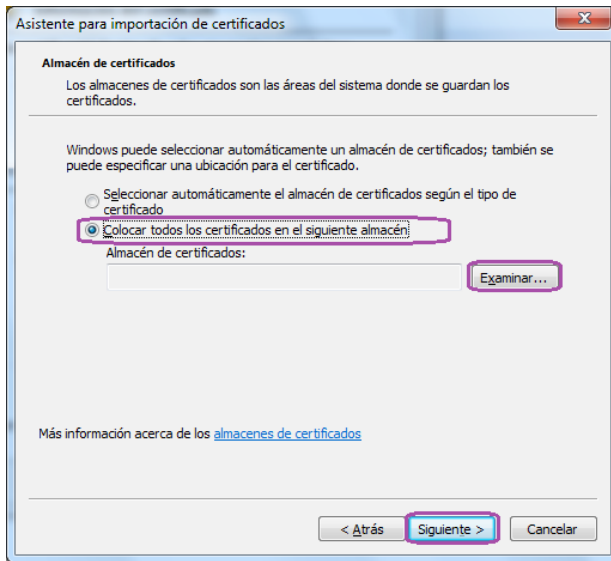 Asistente para importación de certificados
Almacén de certificados
Los almacenes de certificados son las áreas del sistema donde se guardan los
certificados.
Windows puede seleccionar automáticamente un almacén de certificados; también se
puede especificar una ubicación para el certificado.
Seleccionar automáticamente el almacén de certificados según el tipo de
certificado
Colocar todos los certificados en el siguiente almacén
Almacén de certificados:
Examinar...
Más información acerca de los almacenes de certificados
< Atrás Siguiente > Cancelar